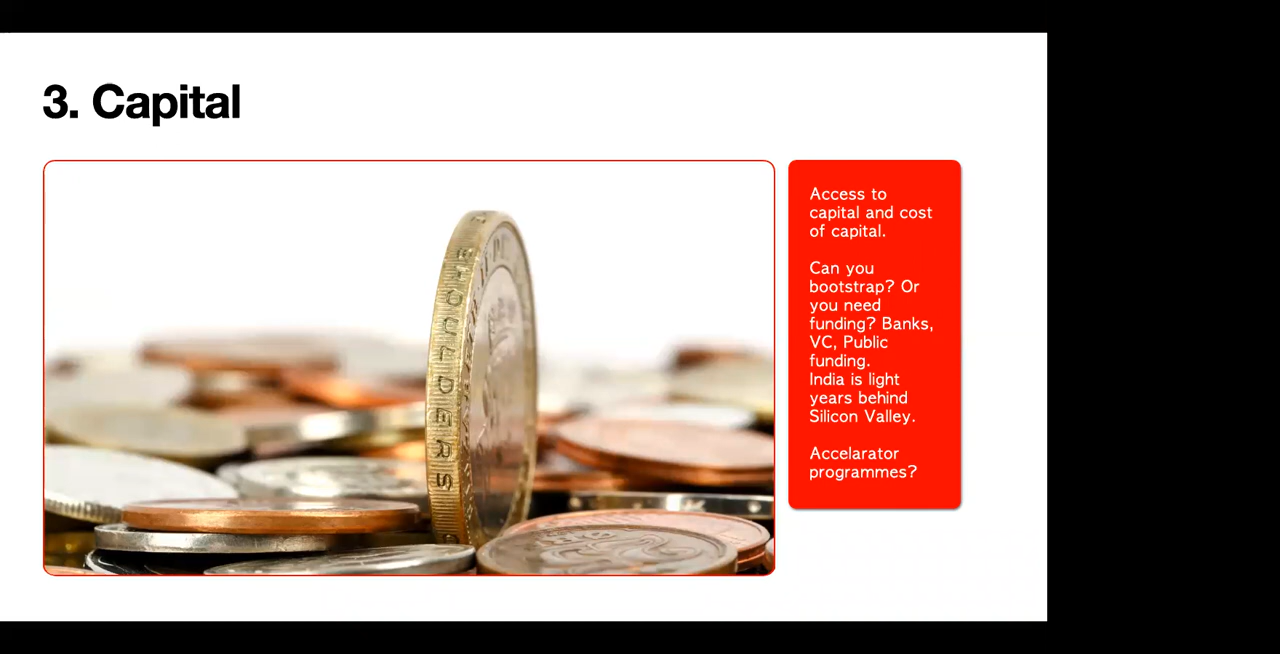 3. Capital
SHOULDERS
Access to
capital and cost
of capital.
Can you
bootstrap? Or
you need
funding? Banks,
VC, Public
funding.
India is light
years behind
Silicon Valley.
Accelarator
programmes?